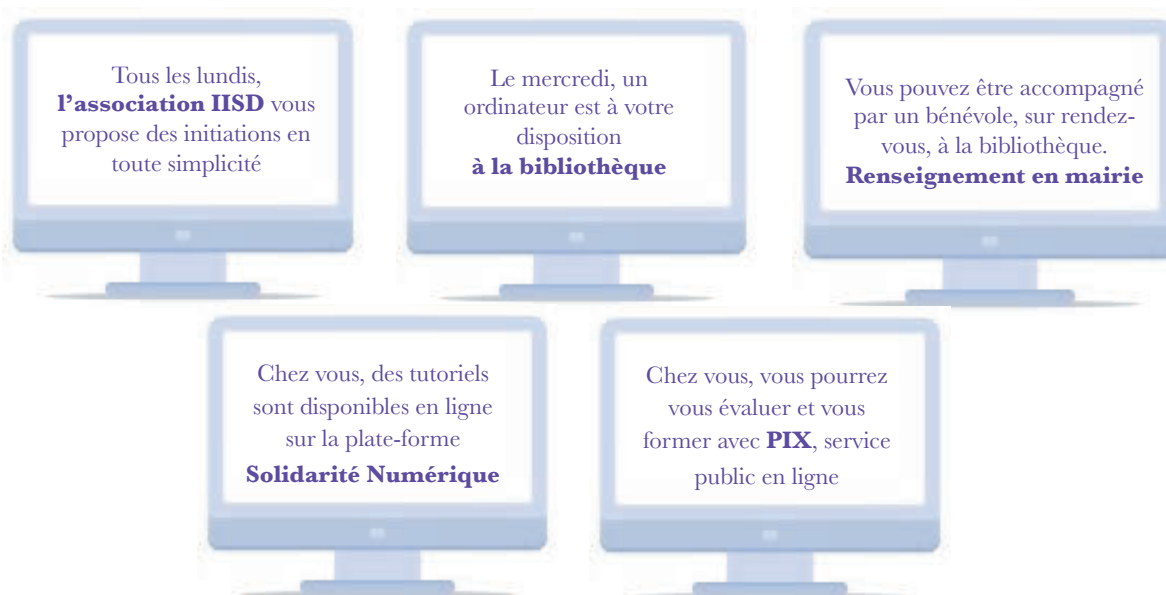 Tous les lundis,
l’association IISD vous
propose des initiations en
toute simplicité
Le mercredi, un
ordinateur est à votre
disposition
à la bibliothèque
Vous pouvez être accompagné
par un bénévole, sur rendez-
vous, à la bibliothèque.
Renseignement en mairie
Chez vous, des tutoriels
sont disponibles en ligne
sur la plate-forme
Solidarité Numérique
Chez vous, vous pourrez
vous évaluer et vous
former avec PIX, service
public en ligne